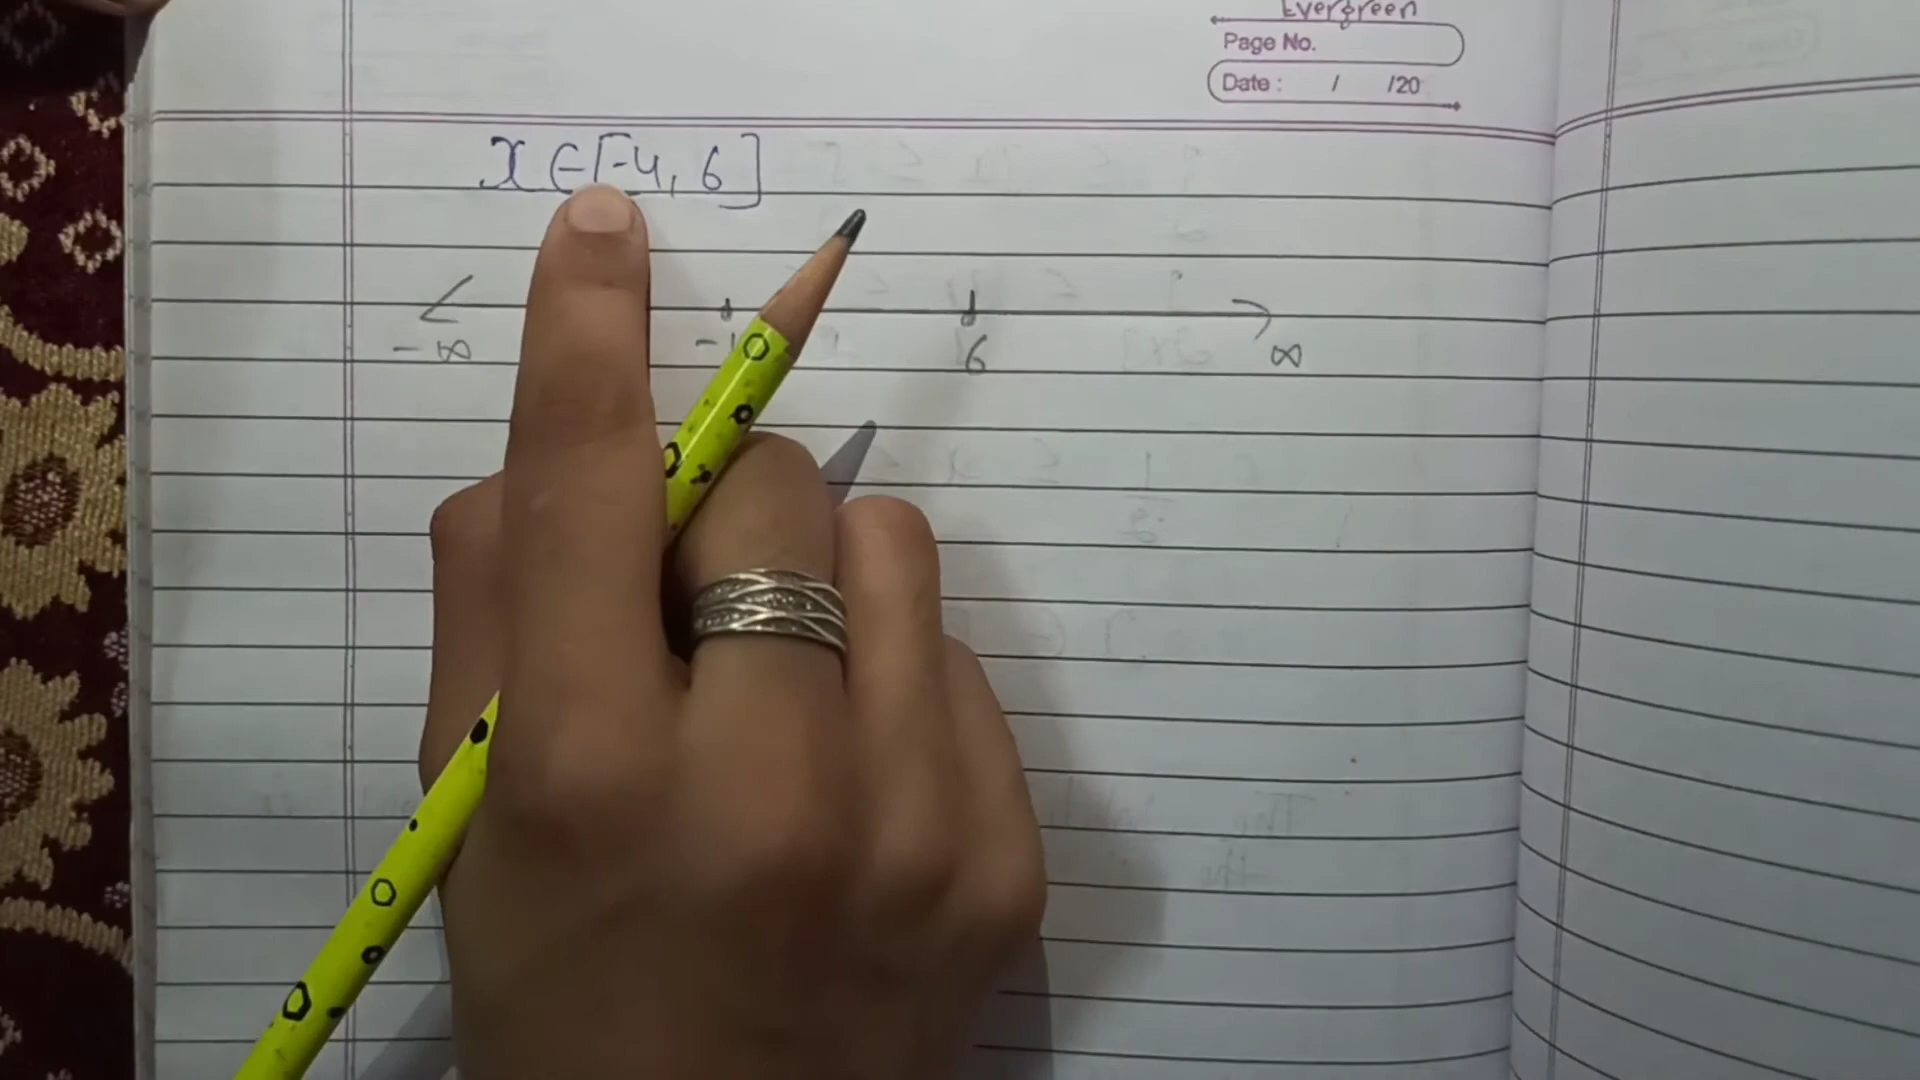 Evergreen
Page No.
Date : / /20
x ∈ [-4, 6]
-∞ 6 ∞